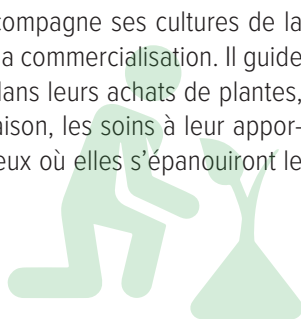 compagne ses cultures de la
a commercialisation. Il guide
dans leurs achats de plantes,
aison, les soins à leur appor-
eux où elles s'épanouiront le